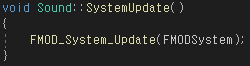 void Sound::SystemUpdate()
{
    FMOD_System_Update(FMODSystem);
}